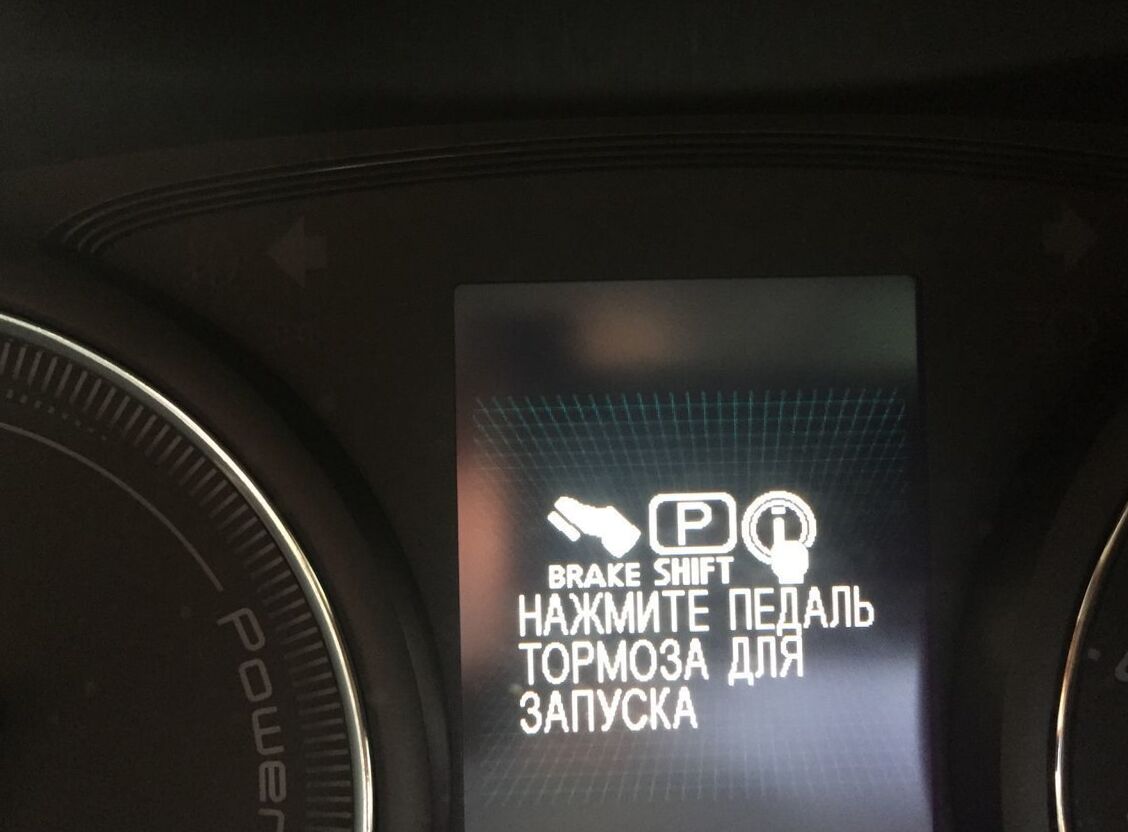 P
BRAKE SHIFT
НАЖМИТЕ ПЕДАЛЬ
ТОРМОЗА ДЛЯ
ЗАПУСКА
Power